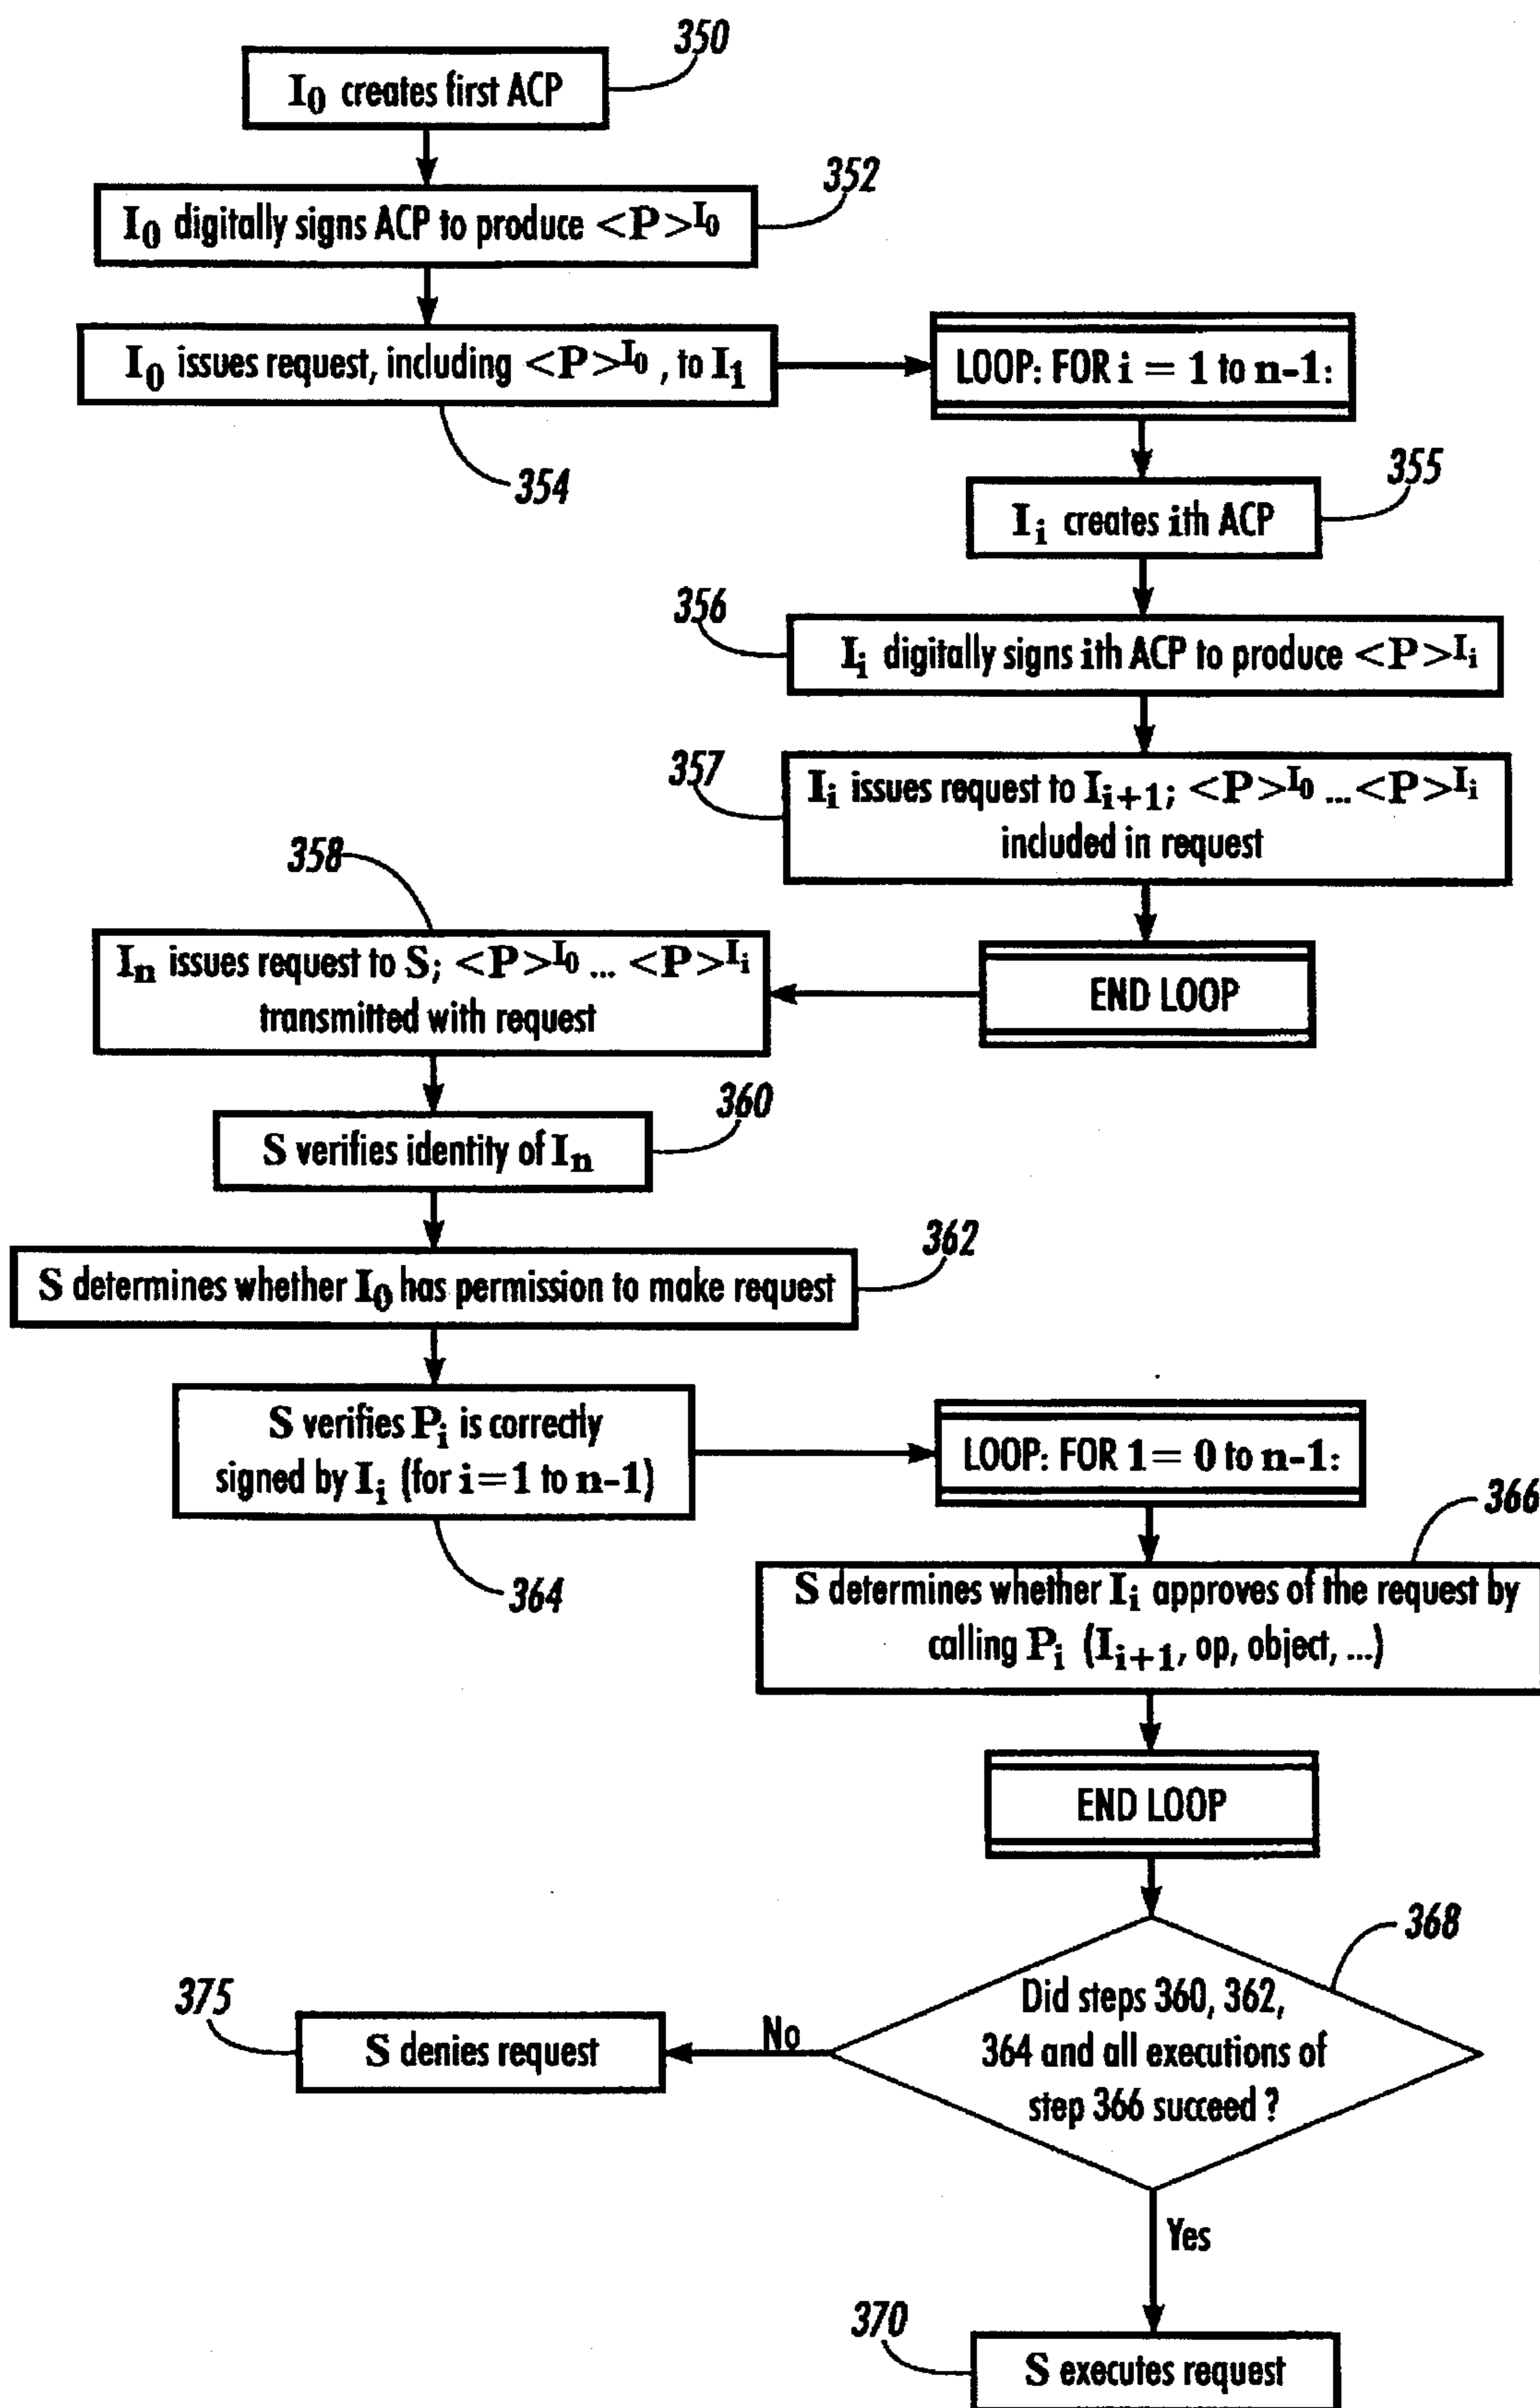 350
I₀ creates first ACP
352
I₀ digitally signs ACP to produce <P>^I₀
I₀ issues request, including <P>^I₀ , to I₁
354
LOOP: FOR i = 1 to n-1:
355
Iᵢ creates ith ACP
356
Iᵢ digitally signs ith ACP to produce <P>^Iᵢ
357
Iᵢ issues request to Iᵢ₊₁; <P>^I₀ ...<P>^Iᵢ
included in request
END LOOP
358
Iₙ issues request to S; <P>^I₀ ... <P>^Iᵢ
transmitted with request
360
S verifies identity of Iₙ
362
S determines whether I₀ has permission to make request
S verifies Pᵢ is correctly
signed by Iᵢ (for i=1 to n-1)
364
LOOP: FOR 1= 0 to n-1:
366
S determines whether Iᵢ approves of the request by
calling Pᵢ (Iᵢ₊₁, op, object, ...)
END LOOP
368
Did steps 360, 362,
364 and all executions of
step 366 succeed ?
No
375
S denies request
Yes
370
S executes request